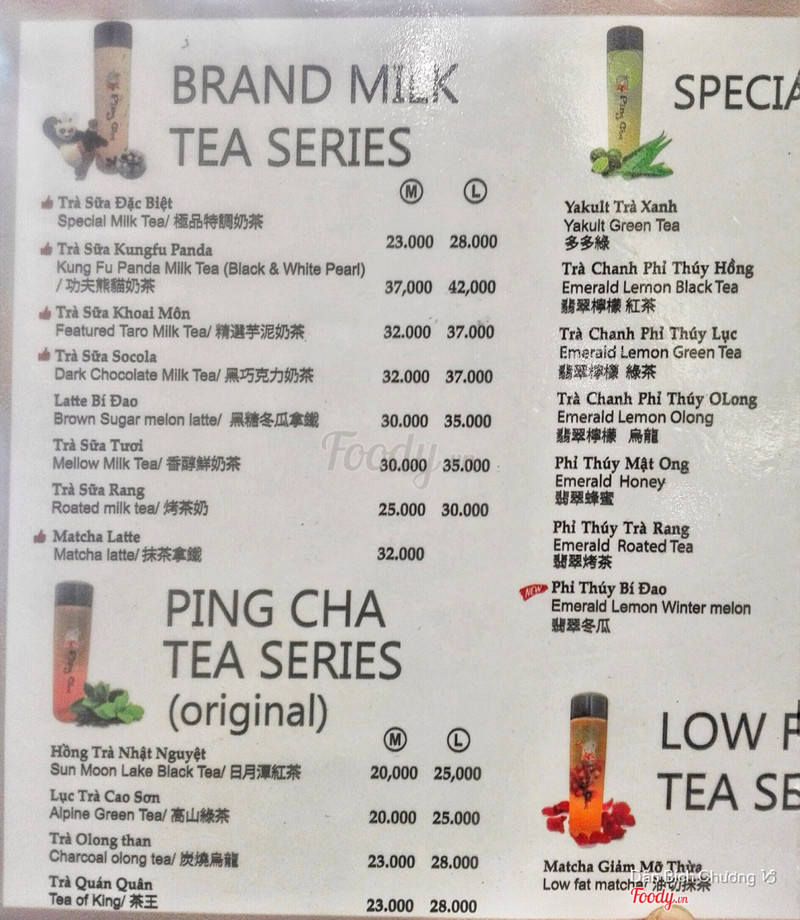 BRAND MILK
TEA SERIES
M L
Trà Sữa Đặc Biệt
Special Milk Tea/ 極品特調奶茶
23.000 28.000
Trà Sữa Kungfu Panda
Kung Fu Panda Milk Tea (Black & White Pearl)
/ 功夫熊貓奶茶
37,000 42,000
Trà Sữa Khoai Môn
Featured Taro Milk Tea/ 精選芋泥奶茶
32.000 37.000
Trà Sữa Socola
Dark Chocolate Milk Tea/ 黑巧克力奶茶
32.000 37.000
Latte Bí Đao
Brown Sugar melon latte/ 黑糖冬瓜拿鐵
30.000 35.000
Trà Sữa Tươi
Mellow Milk Tea/ 香醇鮮奶茶
30.000 35.000
Trà Sữa Rang
Roated milk tea/ 烤茶奶
25.000 30.000
Matcha Latte
Matcha latte/ 抹茶拿鐵
32.000
PING CHA
TEA SERIES
(original)
M L
Hồng Trà Nhật Nguyệt
Sun Moon Lake Black Tea/ 日月潭紅茶
20,000 25,000
Lục Trà Cao Sơn
Alpine Green Tea/ 高山綠茶
20.000 25.000
Trà Olong than
Charcoal olong tea/ 炭燒烏龍
23.000 28.000
Trà Quán Quân
Tea of King/ 茶王
23.000 28.000
Ping Cha
SPECIA
Yakult Trà Xanh
Yakult Green Tea
多多綠
Trà Chanh Phỉ Thúy Hồng
Emerald Lemon Black Tea
翡翠檸檬 紅茶
Trà Chanh Phỉ Thúy Lục
Emerald Lemon Green Tea
翡翠檸檬 綠茶
Trà Chanh Phỉ Thúy OLong
Emerald Lemon Olong
翡翠檸檬 烏龍
Phỉ Thúy Mật Ong
Emerald Honey
翡翠蜂蜜
Phỉ Thúy Trà Rang
Emerald Roated Tea
翡翠烤茶
NEW
Phỉ Thúy Bí Đao
Emerald Lemon Winter melon
翡翠冬瓜
LOW F
TEA SE
Matcha Giảm Mỡ Thừa
Low fat matcha/ 油切抹茶
Foody.vn
Đào Bích Chương
Foody.vn